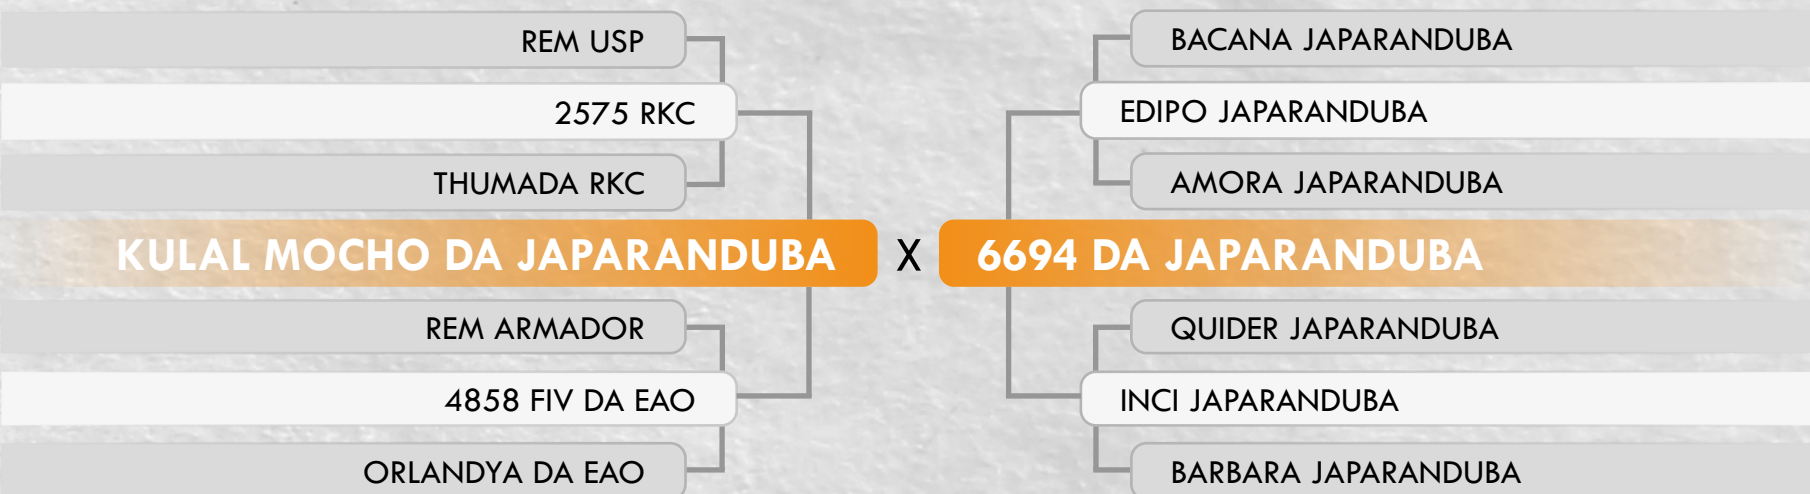 REM USP
2575 RKC
THUMADA RKC
KULAL MOCHO DA JAPARANDUBA
REM ARMADOR
4858 FIV DA EAO
ORLANDYA DA EAO
X
BACANA JAPARANDUBA
EDIPO JAPARANDUBA
AMORA JAPARANDUBA
6694 DA JAPARANDUBA
QUIDER JAPARANDUBA
INCI JAPARANDUBA
BARBARA JAPARANDUBA